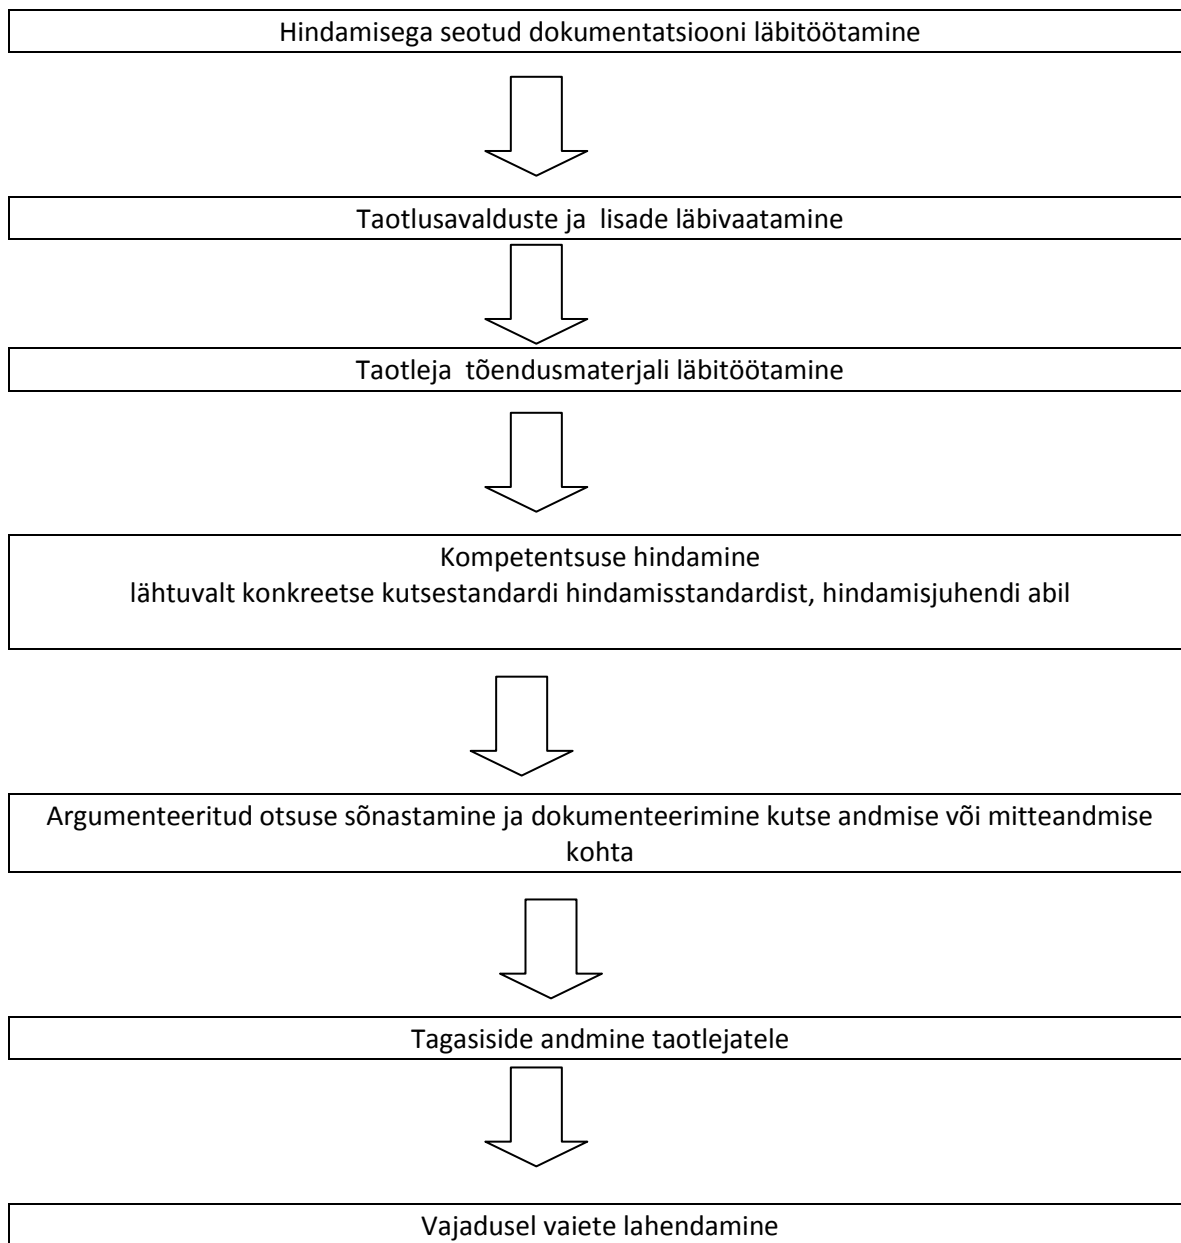 Hindamisega seotud dokumentatsiooni läbitöötamine
Taotlusavalduste ja  lisade läbivaatamine
Taotleja  tõendusmaterjali läbitöötamine
Kompetentsuse hindamine
lähtuvalt konkreetse kutsestandardi hindamisstandardist, hindamisjuhendi abil
Argumenteeritud otsuse sõnastamine ja dokumenteerimine kutse andmise või mitteandmise
kohta
Tagasiside andmine taotlejatele
Vajadusel vaiete lahendamine